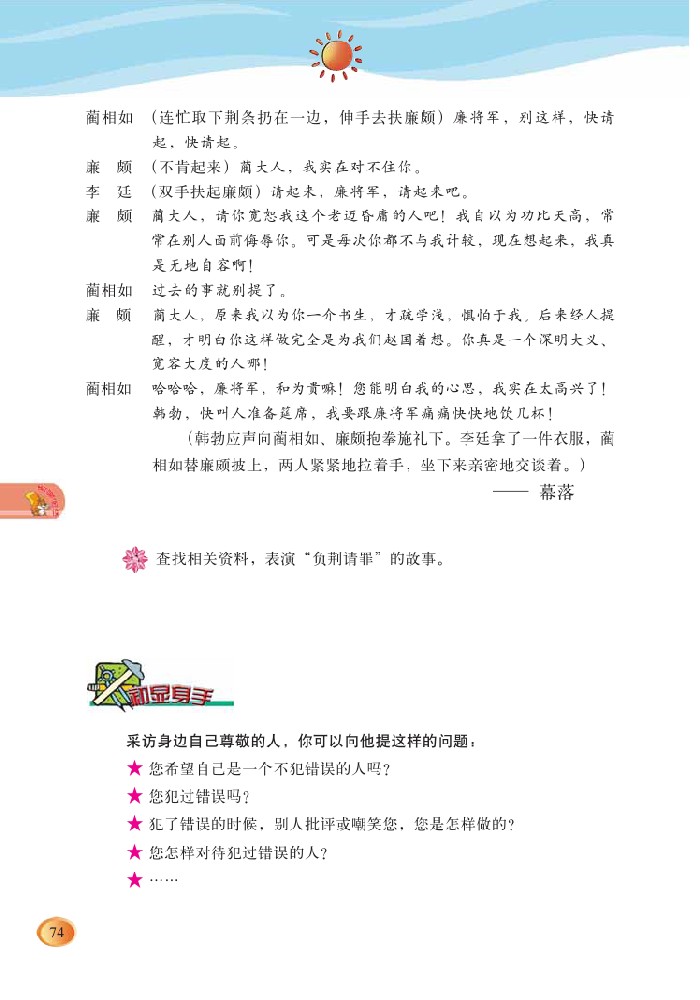 蔺相如 （连忙取下荆条扔在一边，伸手去扶廉颇）廉将军，别这样，快请
起，快请起。
廉 颇 （不肯起来）蔺大人，我实在对不住你。
李 廷 （双手扶起廉颇）请起来，廉将军，请起来吧。
廉 颇 蔺大人，请你宽恕我这个老迈昏庸的人吧！我自以为功比天高，常
常在别人面前侮辱你。可是每次你都不与我计较，现在想起来，我真
是无地自容啊！
蔺相如 过去的事就别提了。
廉 颇 蔺大人，原来我以为你一介书生，才疏学浅，惧怕于我，后来经人提
醒，才明白你这样做完全是为我们赵国着想。你真是一个深明大义、
宽容大度的人哪！
蔺相如 哈哈哈，廉将军，和为贵嘛！您能明白我的心思，我实在太高兴了！
韩勃，快叫人准备筵席，我要跟廉将军痛痛快快地饮几杯！
（韩勃应声向蔺相如、廉颇抱拳施礼下。李廷拿了一件衣服，蔺
相如替廉颇披上，两人紧紧地拉着手，坐下来亲密地交谈着。）
—— 幕落
查找相关资料，表演“负荆请罪”的故事。
初显身手
采访身边自己尊敬的人，你可以向他提这样的问题：
★ 您希望自己是一个不犯错误的人吗？
★ 您犯过错误吗？
★ 犯了错误的时候，别人批评或嘲笑您，您是怎样做的？
★ 您怎样对待犯过错误的人？
★ ……
74